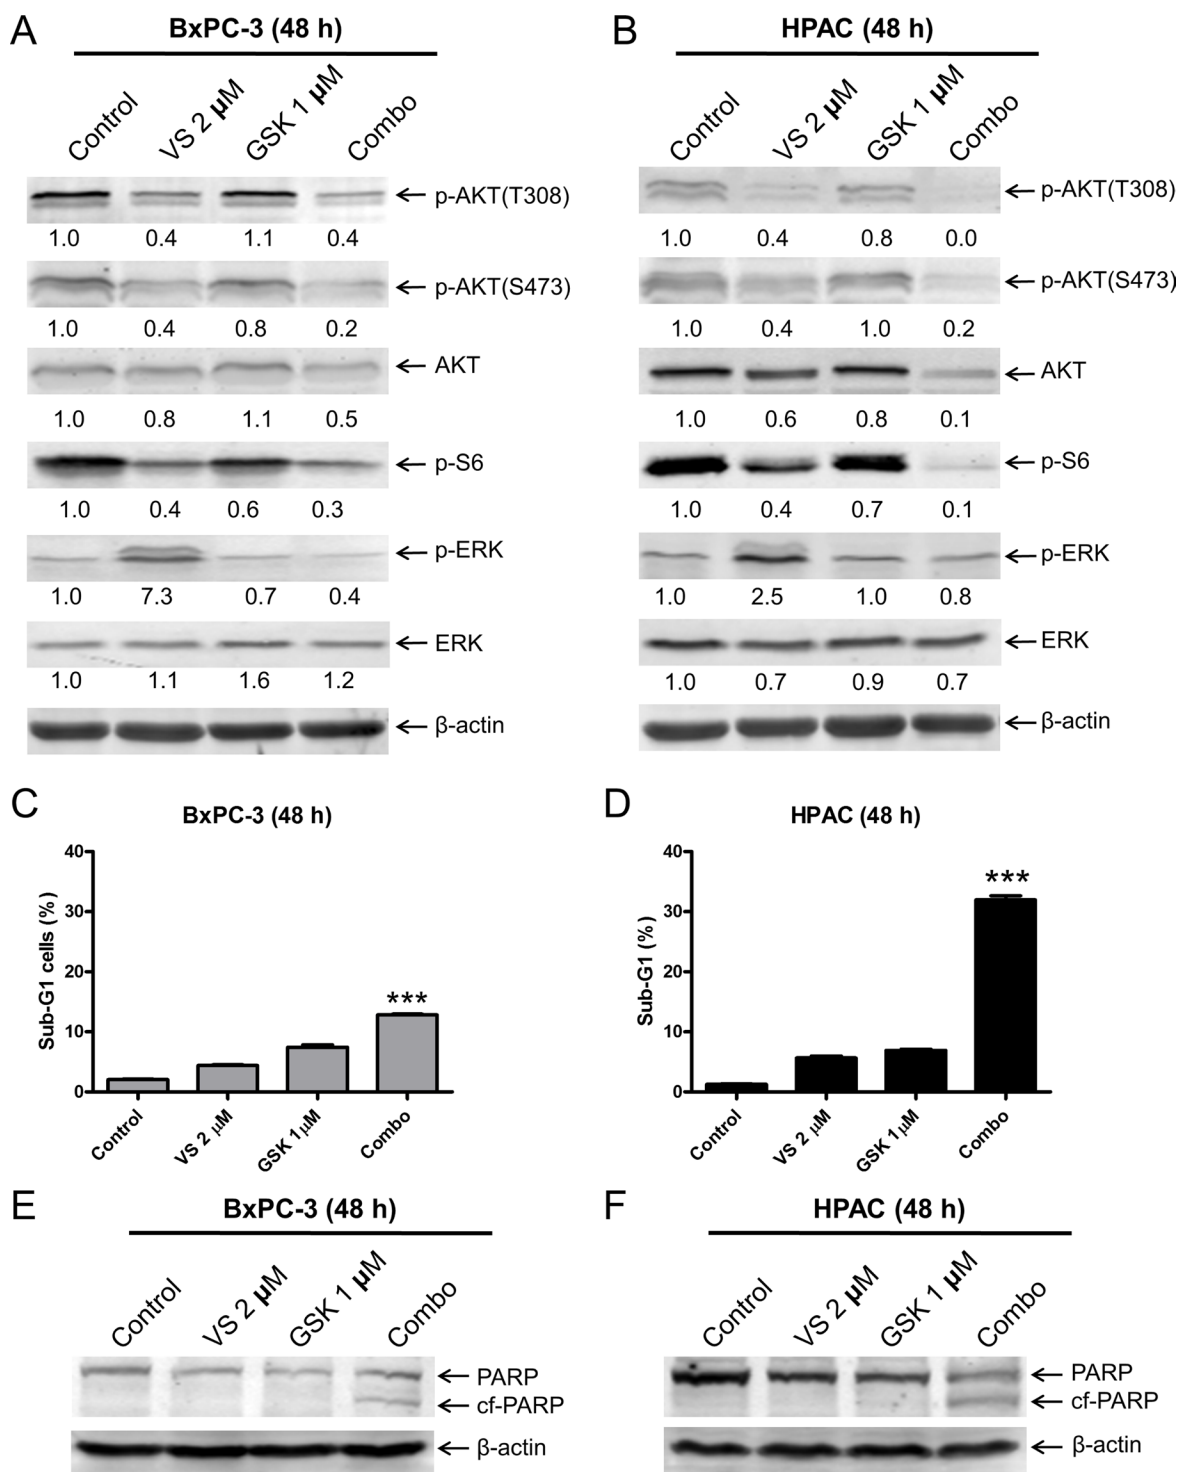 A
BxPC-3 (48 h)
Control
VS 2 μM
GSK 1 μM
Combo
p-AKT(T308)
1.0 0.4 1.1 0.4
p-AKT(S473)
1.0 0.4 0.8 0.2
AKT
1.0 0.8 1.1 0.5
p-S6
1.0 0.4 0.6 0.3
p-ERK
1.0 7.3 0.7 0.4
ERK
1.0 1.1 1.6 1.2
β-actin
B
HPAC (48 h)
Control
VS 2 μM
GSK 1 μM
Combo
p-AKT(T308)
1.0 0.4 0.8 0.0
p-AKT(S473)
1.0 0.4 1.0 0.2
AKT
1.0 0.6 0.8 0.1
p-S6
1.0 0.4 0.7 0.1
p-ERK
1.0 2.5 1.0 0.8
ERK
1.0 0.7 0.9 0.7
β-actin
C
BxPC-3 (48 h)
Sub-G1 cells (%)
40
30
20
10
0
***
Control
VS 2 μM
GSK 1μM
Combo
D
HPAC (48 h)
Sub-G1 (%)
40
30
20
10
0
***
Control
VS 2 μM
GSK 1μM
Combo
E
BxPC-3 (48 h)
Control
VS 2 μM
GSK 1 μM
Combo
PARP
cf-PARP
β-actin
F
HPAC (48 h)
Control
VS 2 μM
GSK 1 μM
Combo
PARP
cf-PARP
β-actin